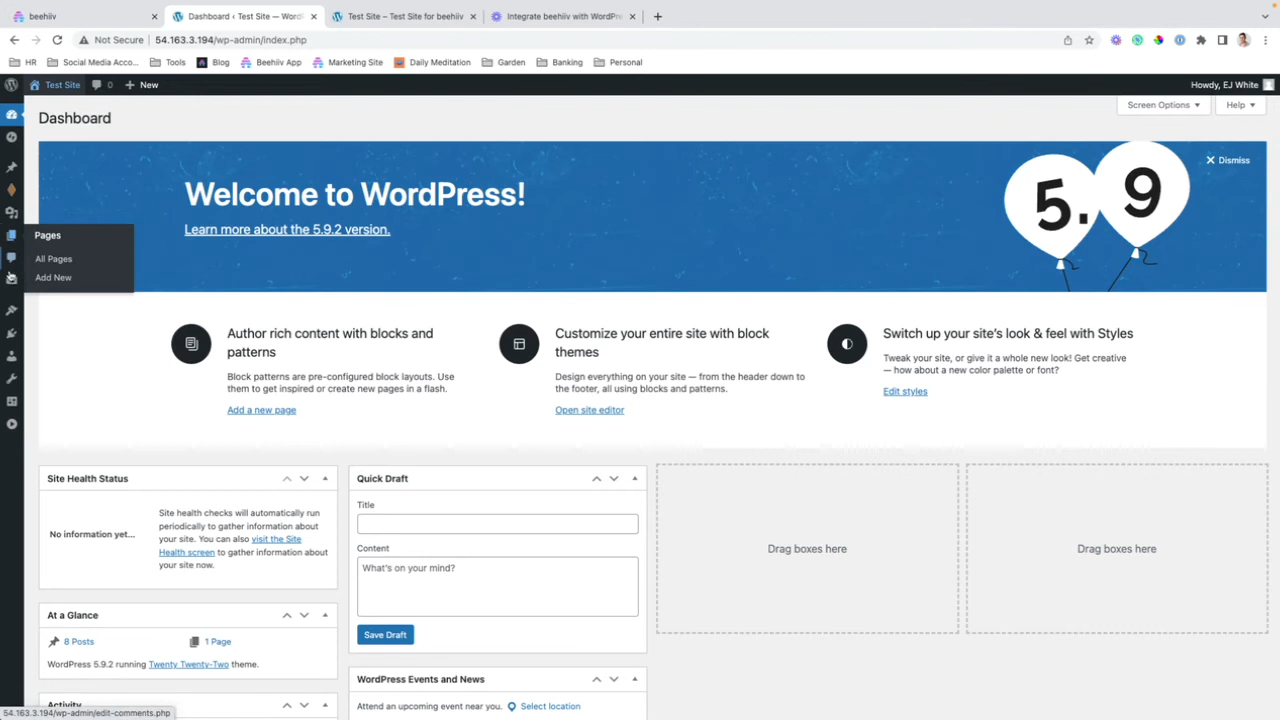 beehiiv
Dashboard ‹ Test Site — Word
Test Site – Test Site for beehiiv
Integrate beehiiv with WordPre
Not Secure
54.163.3.194/wp-admin/index.php
HR
Social Media Acco...
Tools
Blog
Beehiiv App
Marketing Site
Daily Meditation
Garden
Banking
Personal
Test Site
0
New
Howdy, EJ White
Dashboard
Screen Options
Help
Welcome to WordPress!
Learn more about the 5.9.2 version.
Dismiss
5.9
Pages
All Pages
Add New
Author rich content with blocks and
patterns
Block patterns are pre-configured block layouts. Use
them to get inspired or create new pages in a flash.
Add a new page
Customize your entire site with block
themes
Design everything on your site — from the header down to
the footer, all using blocks and patterns.
Open site editor
Switch up your site's look & feel with Styles
Tweak your site, or give it a whole new look! Get creative
— how about a new color palette or font?
Edit styles
Site Health Status
No information yet...
Site health checks will automatically run
periodically to gather information about
your site. You can also visit the Site
Health screen to gather information about
your site now.
At a Glance
8 Posts
1 Page
WordPress 5.9.2 running Twenty Twenty-Two theme.
Activity
Quick Draft
Title
Content
What's on your mind?
Save Draft
WordPress Events and News
Attend an upcoming event near you.
Select location
Drag boxes here
Drag boxes here
54.163.3.194/wp-admin/edit-comments.php